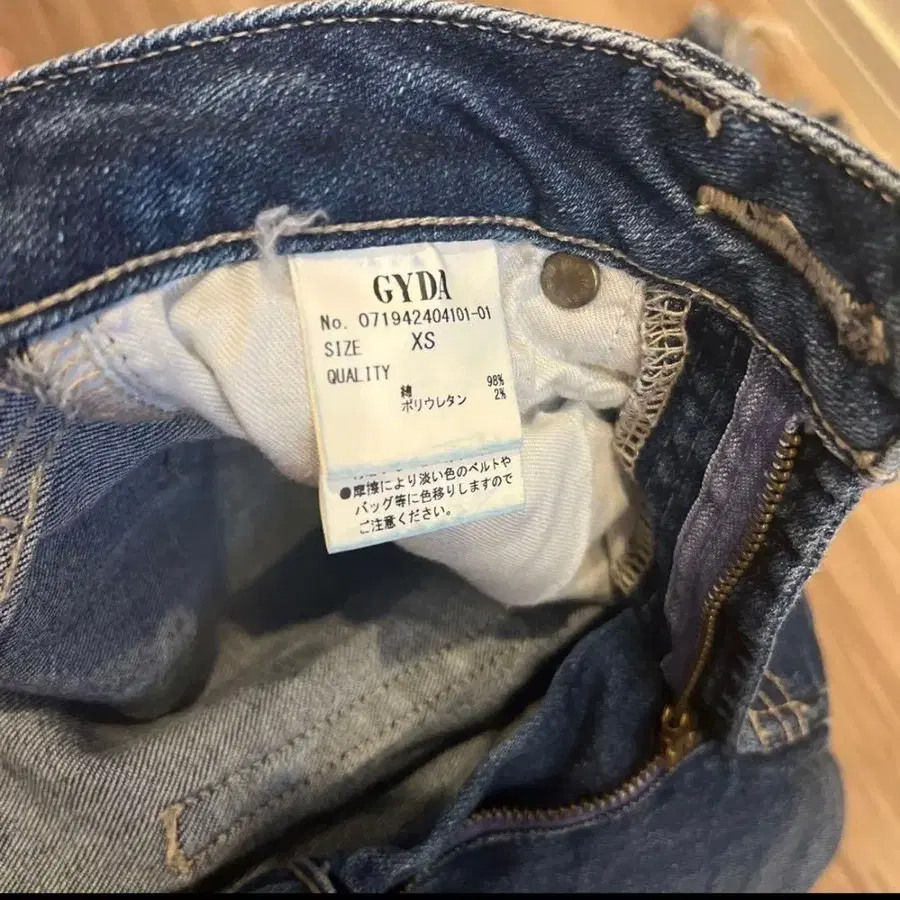 GYDA
No. 071942404101-01
SIZE XS
QUALITY
綿 98%
ポリウレタン 2%
●摩擦により淡い色のベルトや
バッグ等に色移りしますので
ご注意ください。